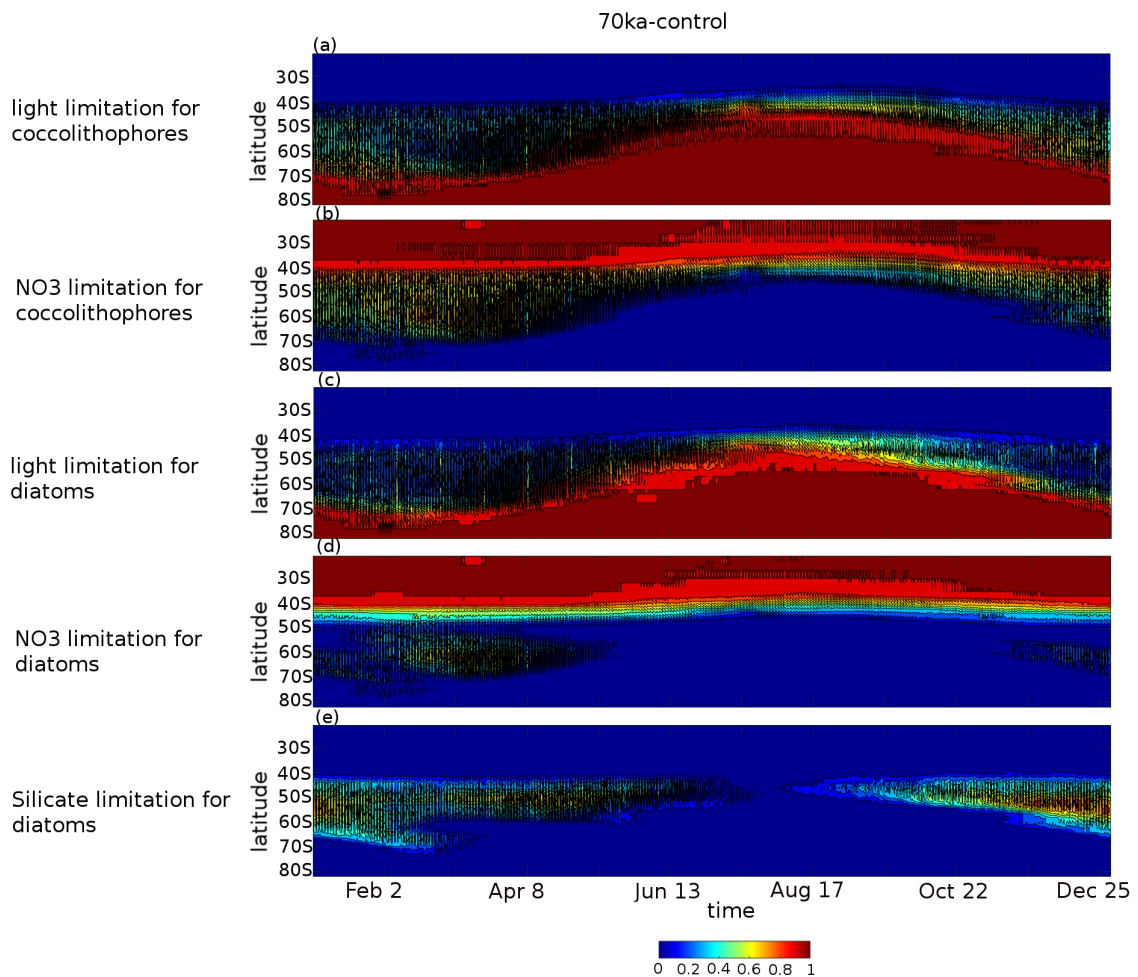 70ka-control
(a)
light limitation for
coccolithophores
latitude
30S
40S
50S
60S
70S
80S
(b)
NO3 limitation for
coccolithophores
latitude
30S
40S
50S
60S
70S
80S
(c)
light limitation for
diatoms
latitude
30S
40S
50S
60S
70S
80S
(d)
NO3 limitation for
diatoms
latitude
30S
40S
50S
60S
70S
80S
(e)
Silicate limitation for
diatoms
latitude
30S
40S
50S
60S
70S
80S
Feb 2 Apr 8 Jun 13 Aug 17 Oct 22 Dec 25
time
0 0.2 0.4 0.6 0.8 1